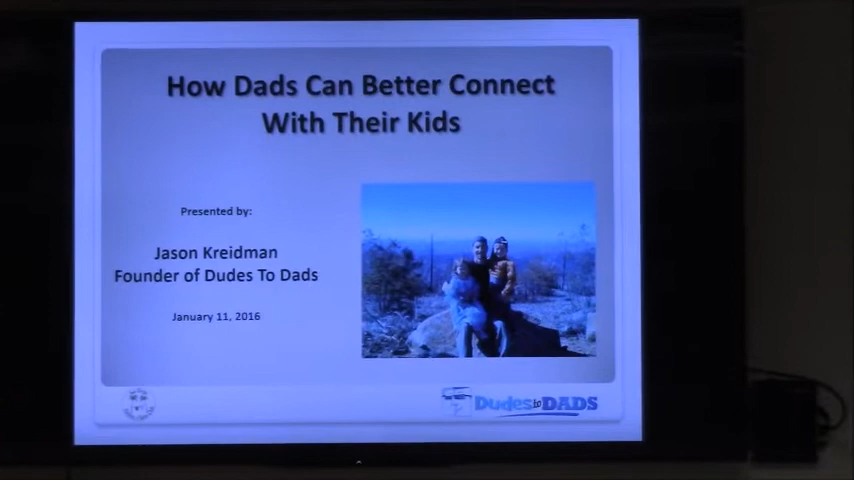 How Dads Can Better Connect
With Their Kids
Presented by:
Jason Kreidman
Founder of Dudes To Dads
January 11, 2016
Dudes to DADS